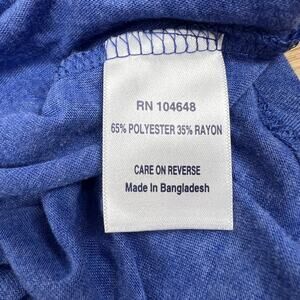 RN 104648
65% POLYESTER 35% RAYON
CARE ON REVERSE
Made In Bangladesh